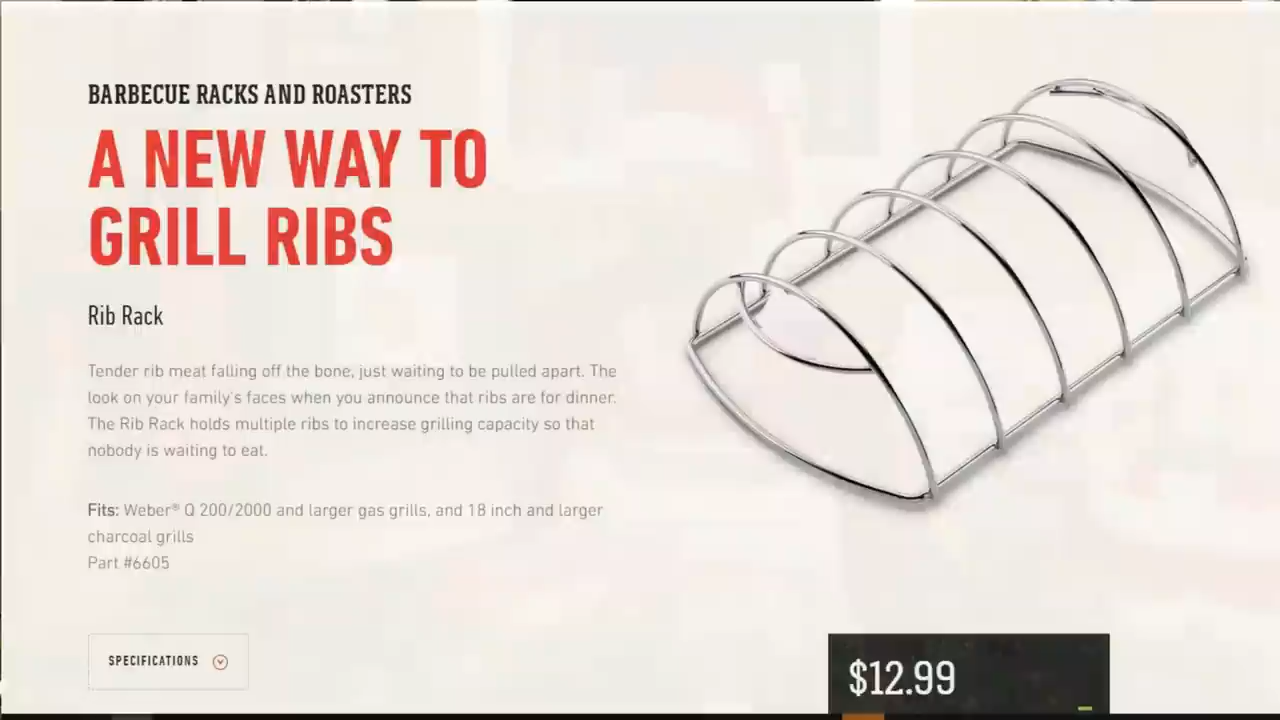 BARBECUE RACKS AND ROASTERS
A NEW WAY TO
GRILL RIBS
Rib Rack
Tender rib meat falling off the bone, just waiting to be pulled apart. The
look on your family's faces when you announce that ribs are for dinner.
The Rib Rack holds multiple ribs to increase grilling capacity so that
nobody is waiting to eat.
Fits: Weber® Q 200/2000 and larger gas grills, and 18 inch and larger
charcoal grills
Part #6605
SPECIFICATIONS
$12.99